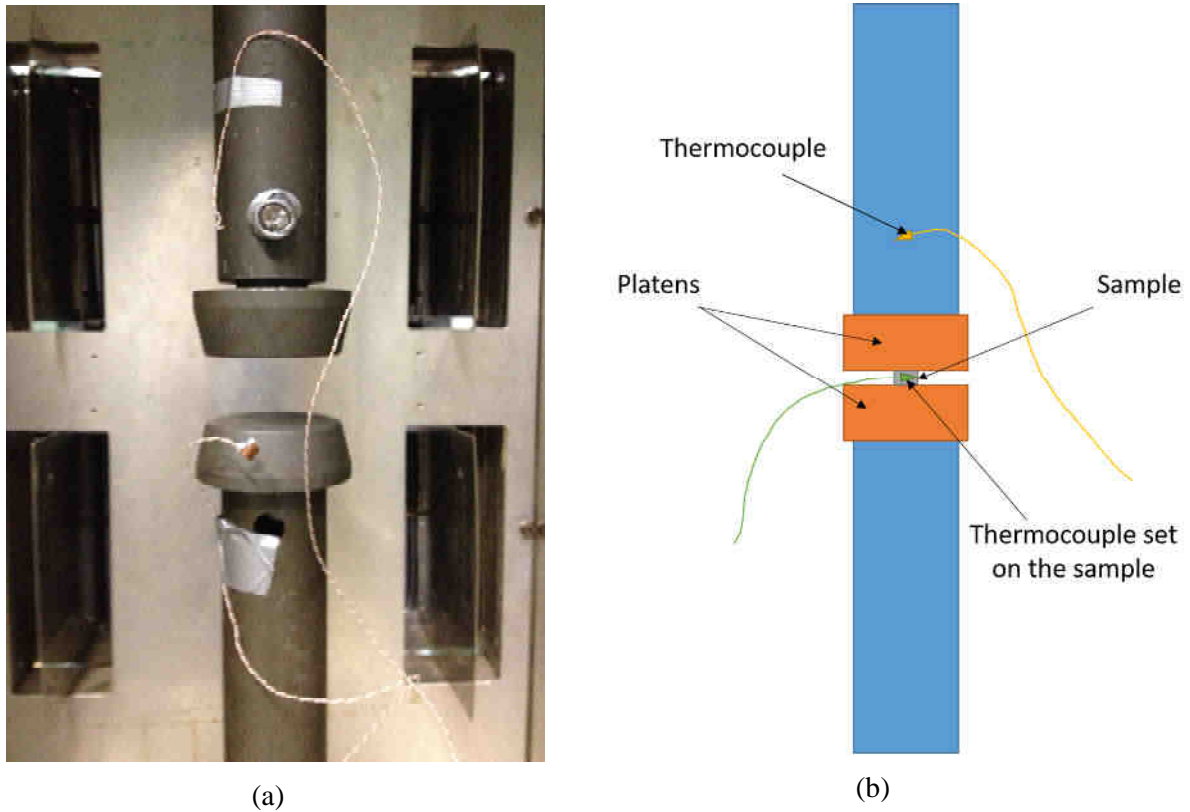 Thermocouple
Platens
Sample
Thermocouple set
on the sample
(a)
(b)